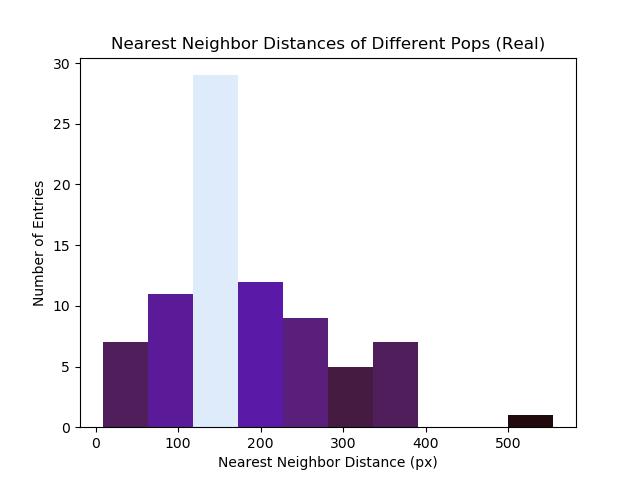 Nearest Neighbor Distances of Different Pops (Real)
30
25
20
15
10
5
0
Number of Entries
0 100 200 300 400 500
Nearest Neighbor Distance (px)